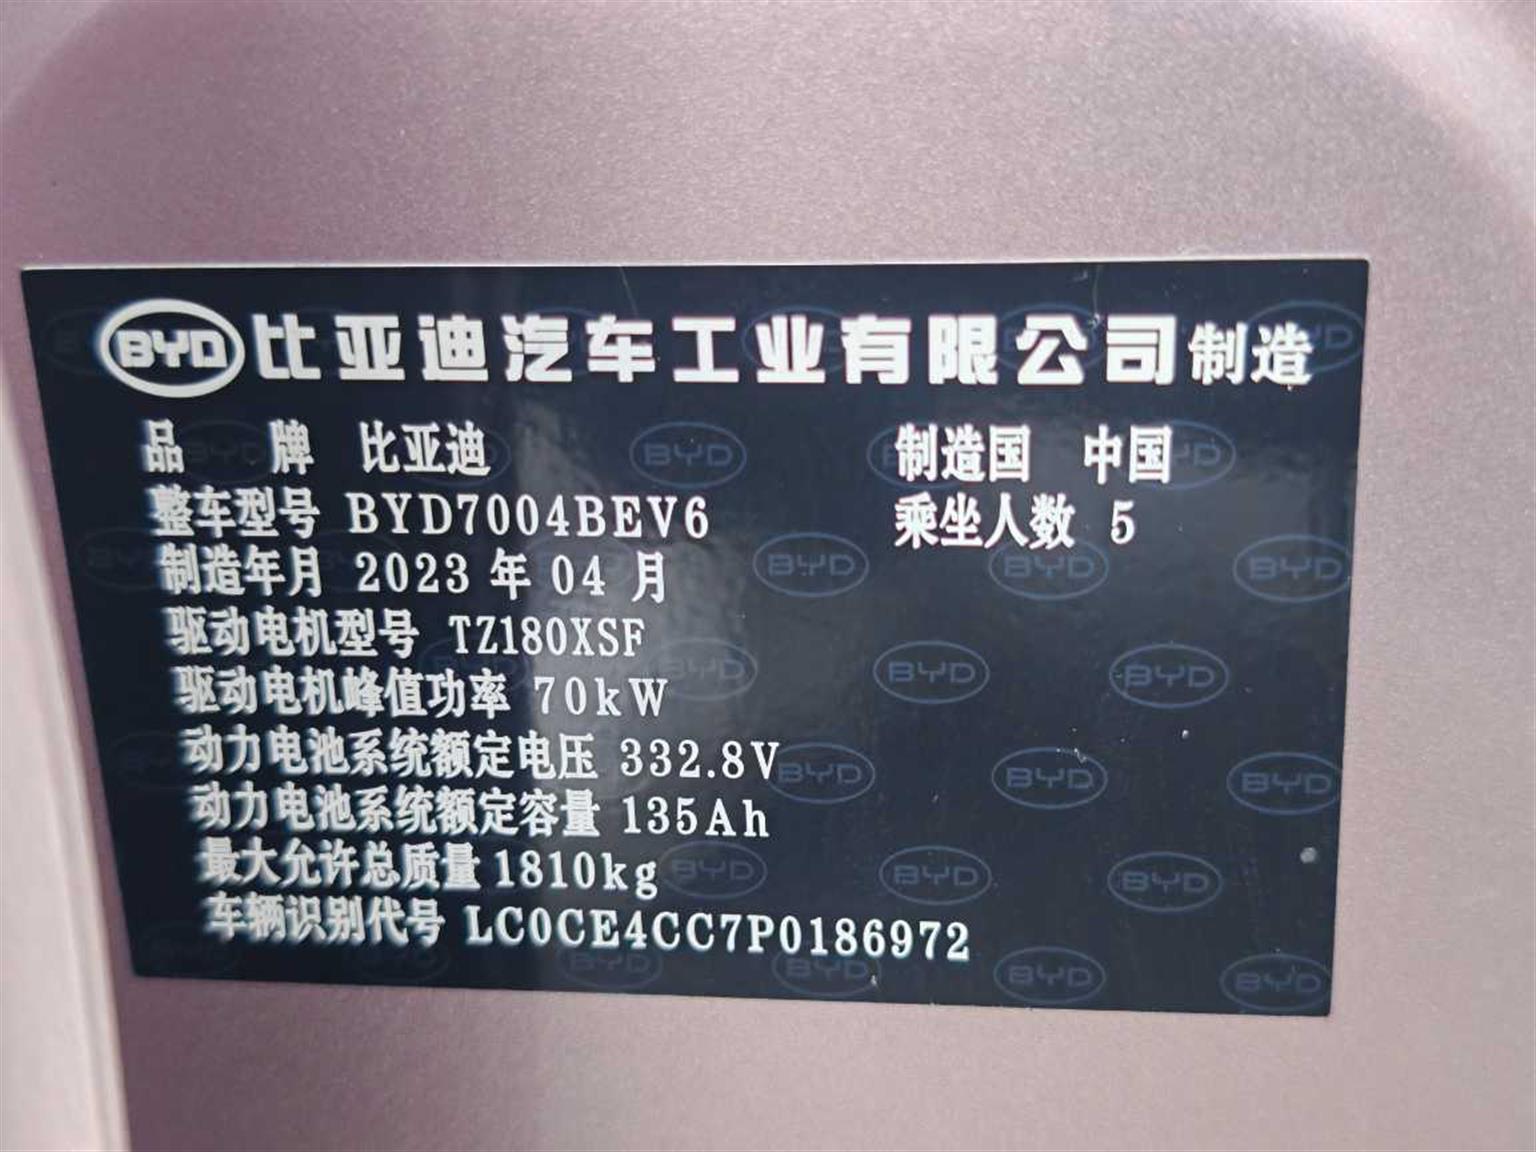 BYD 比亚迪汽车工业有限公司 制造
品 牌 比亚迪 制造国 中国
整车型号 BYD7004BEV6 乘坐人数 5
制造年月 2023 年 04 月
驱动电机型号 TZ180XSF
驱动电机峰值功率 70kW
动力电池系统额定电压 332.8V
动力电池系统额定容量 135Ah
最大允许总质量 1810kg
车辆识别代号 LC0CE4CC7P0186972